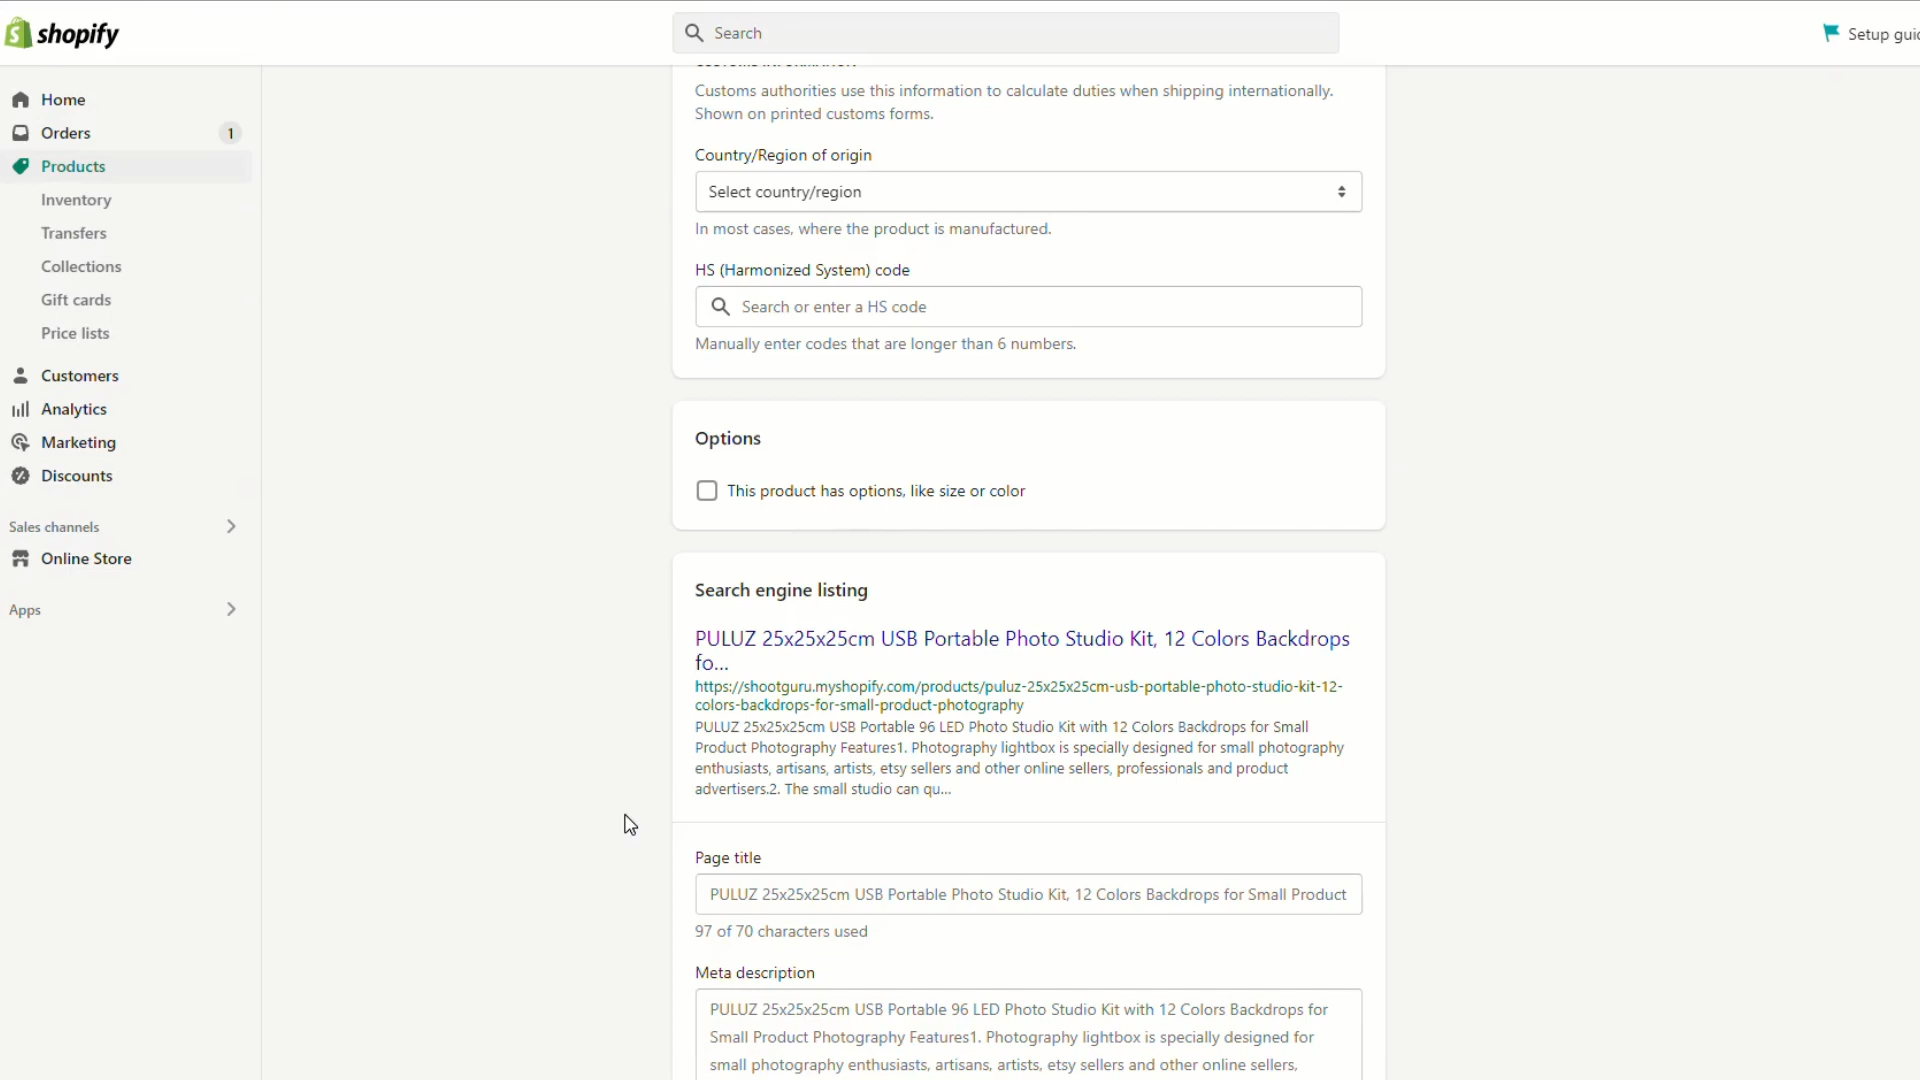 shopify
Search
Setup guid
Home
Orders
1
Products
Inventory
Transfers
Collections
Gift cards
Price lists
Customers
Analytics
Marketing
Discounts
Sales channels
Online Store
Apps
Customs authorities use this information to calculate duties when shipping internationally.
Shown on printed customs forms.
Country/Region of origin
Select country/region
In most cases, where the product is manufactured.
HS (Harmonized System) code
Search or enter a HS code
Manually enter codes that are longer than 6 numbers.
Options
This product has options, like size or color
Search engine listing
PULUZ 25x25x25cm USB Portable Photo Studio Kit, 12 Colors Backdrops
fo...
https://shootguru.myshopify.com/products/puluz-25x25x25cm-usb-portable-photo-studio-kit-12-
colors-backdrops-for-small-product-photography
PULUZ 25x25x25cm USB Portable 96 LED Photo Studio Kit with 12 Colors Backdrops for Small
Product Photography Features1. Photography lightbox is specially designed for small photography
enthusiasts, artisans, artists, etsy sellers and other online sellers, professionals and product
advertisers.2. The small studio can qu...
Page title
PULUZ 25x25x25cm USB Portable Photo Studio Kit, 12 Colors Backdrops for Small Product
97 of 70 characters used
Meta description
PULUZ 25x25x25cm USB Portable 96 LED Photo Studio Kit with 12 Colors Backdrops for
Small Product Photography Features1. Photography lightbox is specially designed for
small photography enthusiasts, artisans, artists, etsy sellers and other online sellers,